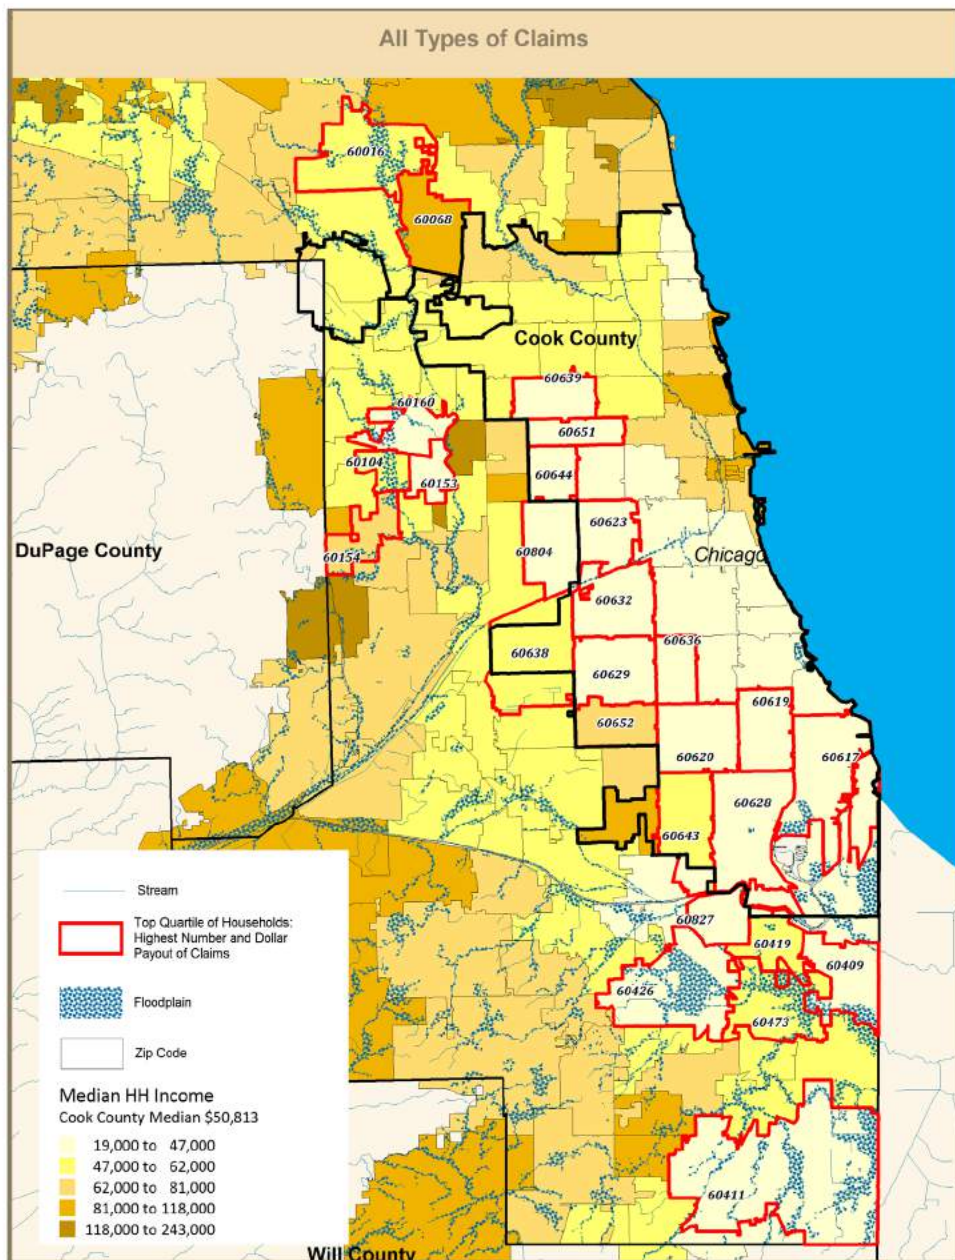 All Types of Claims
60016
60068
Cook County
60639
60160
60651
60104
60644
60153
60623
DuPage County
60154
60804
Chicago
60632
60638
60636
60629
60619
60652
60620
60617
60628
60643
60827
60419
60409
60426
60473
60411
Will County
Stream
Top Quartile of Households:
Highest Number and Dollar
Payout of Claims
Floodplain
Zip Code
Median HH Income
Cook County Median $50,813
19,000 to 47,000
47,000 to 62,000
62,000 to 81,000
81,000 to 118,000
118,000 to 243,000